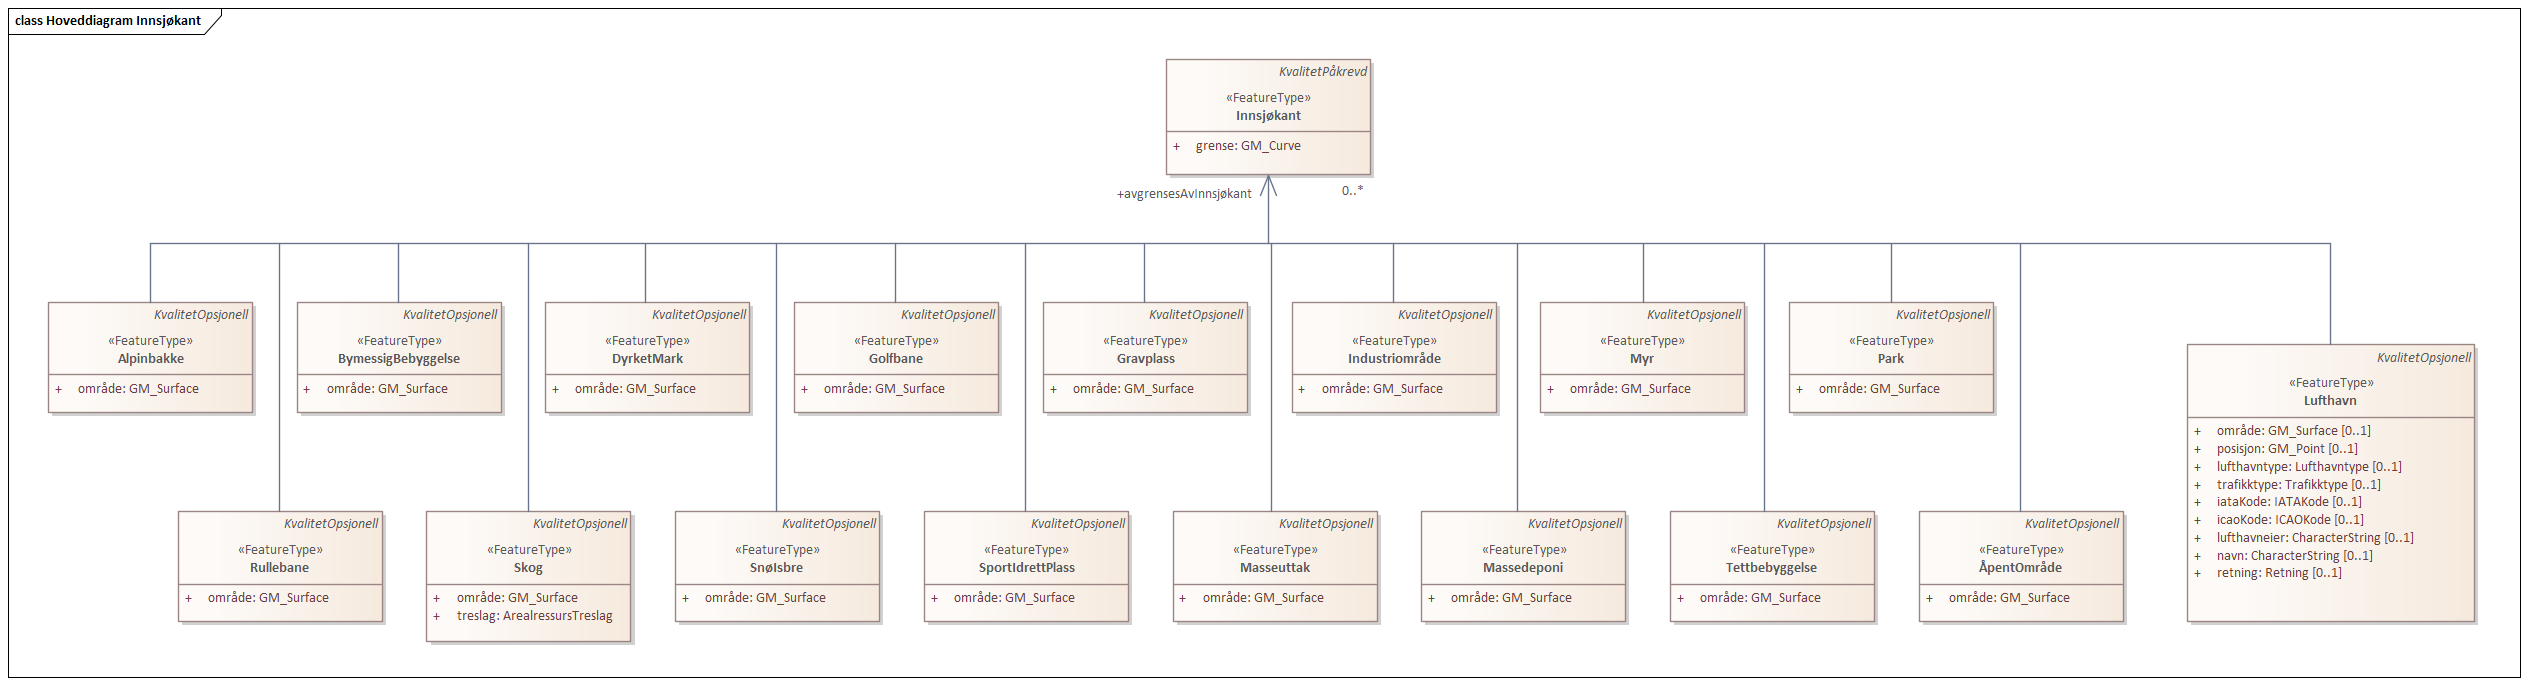 class Hoveddiagram Innsjøkant
KvalitetPåkrevd
«FeatureType»
Innsjøkant
+ grense: GM_Curve
+avgrensesAvInnsjøkant
0..*
KvalitetOpsjonell
«FeatureType»
Alpinbakke
+ område: GM_Surface
KvalitetOpsjonell
«FeatureType»
BymessigBebyggelse
+ område: GM_Surface
KvalitetOpsjonell
«FeatureType»
DyrketMark
+ område: GM_Surface
KvalitetOpsjonell
«FeatureType»
Golfbane
+ område: GM_Surface
KvalitetOpsjonell
«FeatureType»
Gravplass
+ område: GM_Surface
KvalitetOpsjonell
«FeatureType»
Industriområde
+ område: GM_Surface
KvalitetOpsjonell
«FeatureType»
Myr
+ område: GM_Surface
KvalitetOpsjonell
«FeatureType»
Park
+ område: GM_Surface
KvalitetOpsjonell
«FeatureType»
Lufthavn
+ område: GM_Surface [0..1]
+ posisjon: GM_Point [0..1]
+ lufthavntype: Lufthavntype [0..1]
+ trafikktype: Trafikktype [0..1]
+ iataKode: IATAKode [0..1]
+ icaoKode: ICAOKode [0..1]
+ lufthavneier: CharacterString [0..1]
+ navn: CharacterString [0..1]
+ retning: Retning [0..1]
KvalitetOpsjonell
«FeatureType»
Rullebane
+ område: GM_Surface
KvalitetOpsjonell
«FeatureType»
Skog
+ område: GM_Surface
+ treslag: ArealressursTreslag
KvalitetOpsjonell
«FeatureType»
SnøIsbre
+ område: GM_Surface
KvalitetOpsjonell
«FeatureType»
SportIdrettPlass
+ område: GM_Surface
KvalitetOpsjonell
«FeatureType»
Masseuttak
+ område: GM_Surface
KvalitetOpsjonell
«FeatureType»
Massedeponi
+ område: GM_Surface
KvalitetOpsjonell
«FeatureType»
Tettbebyggelse
+ område: GM_Surface
KvalitetOpsjonell
«FeatureType»
ÅpentOmråde
+ område: GM_Surface